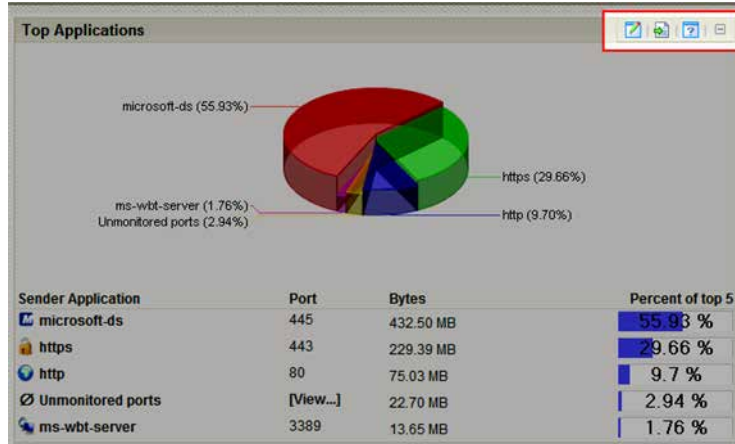 Top Applications
microsoft-ds (55.93%)
https (29.66%)
ms-wbt-server (1.76%)
Unmonitored ports (2.94%)
http (9.70%)
Sender Application Port Bytes Percent of top 5
microsoft-ds 445 432.50 MB 55.93 %
https 443 229.39 MB 29.66 %
http 80 75.03 MB 9.7 %
Unmonitored ports [View...] 22.70 MB 2.94 %
ms-wbt-server 3389 13.65 MB 1.76 %